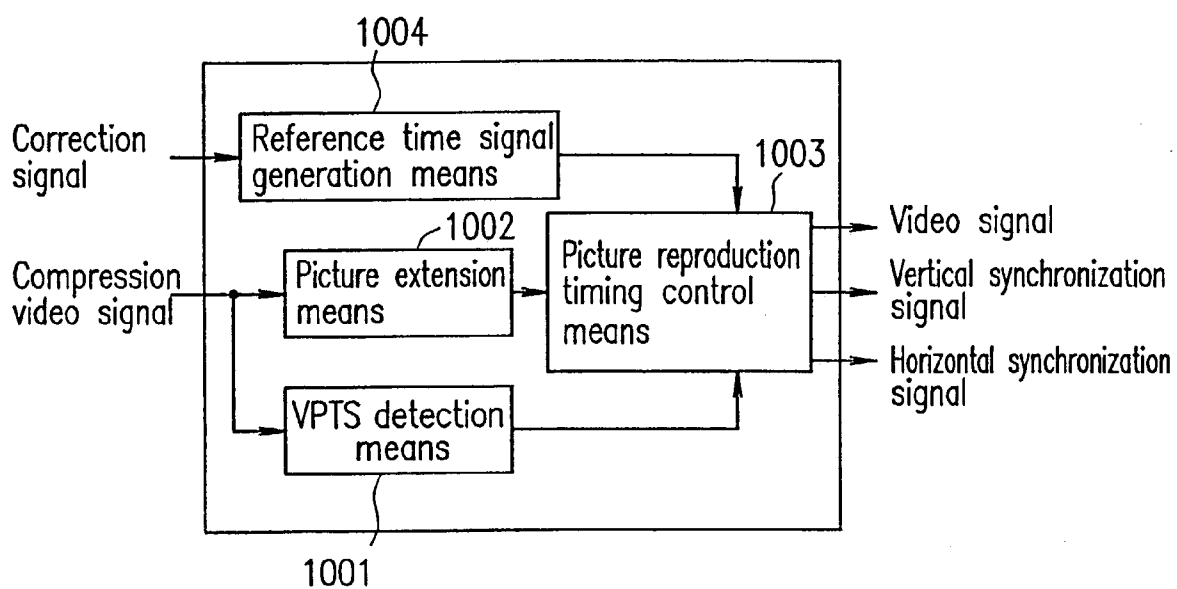 1004
Correction
signal
Reference time signal
generation means
1003
Video signal
1002
Compression
video signal
Picture extension
means
Picture reproduction
timing control
means
Vertical synchronization
signal
Horizontal synchronization
signal
VPTS detection
means
1001